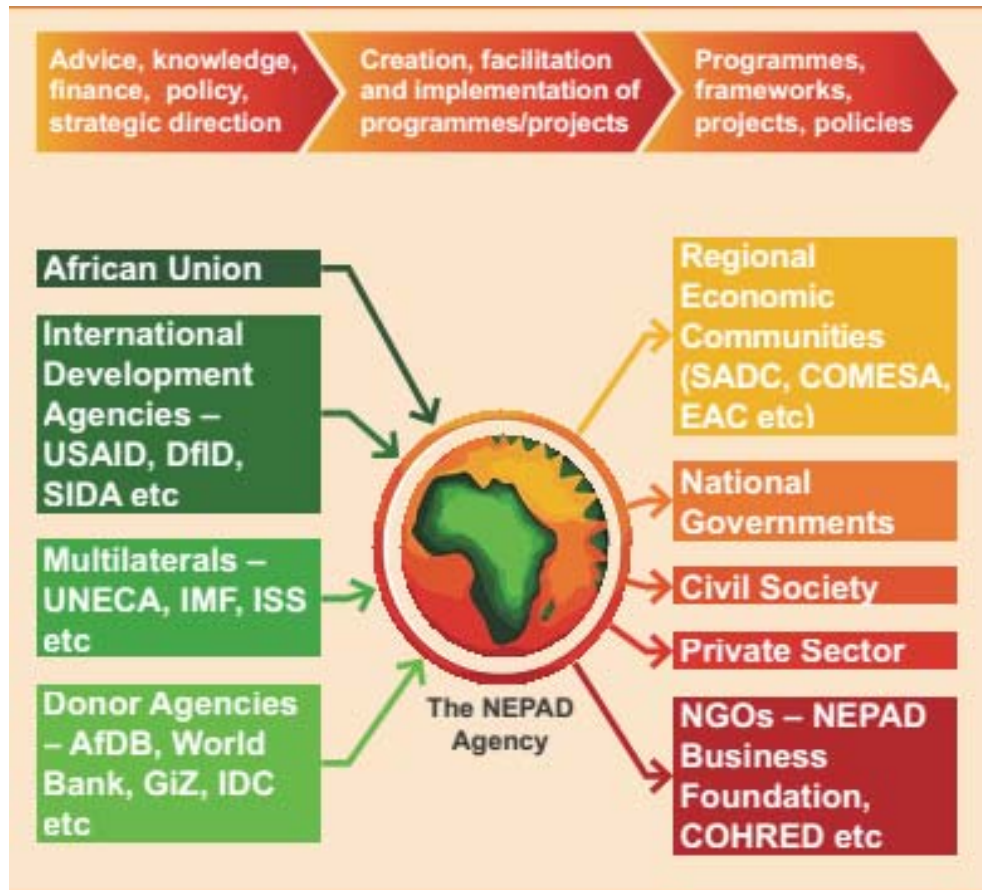 Advice, knowledge,
finance, policy,
strategic direction
Creation, facilitation
and implementation of
programmes/projects
Programmes,
frameworks,
projects, policies
African Union
International
Development
Agencies –
USAID, DfID,
SIDA etc
Multilaterals –
UNECA, IMF, ISS
etc
Donor Agencies
– AfDB, World
Bank, GiZ, IDC
etc
The NEPAD
Agency
Regional
Economic
Communities
(SADC, COMESA,
EAC etc)
National
Governments
Civil Society
Private Sector
NGOs – NEPAD
Business
Foundation,
COHRED etc